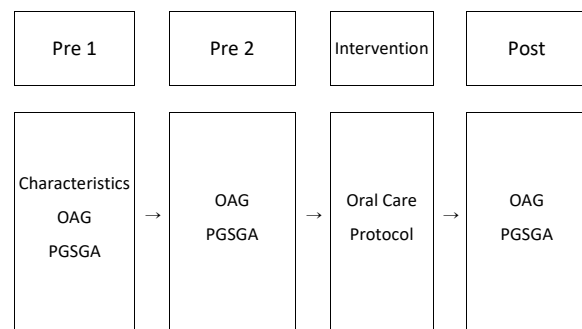 Pre 1
Pre 2
Intervention
Post
Characteristics
OAG
PGSGA
→
OAG
PGSGA
→
Oral Care
Protocol
→
OAG
PGSGA